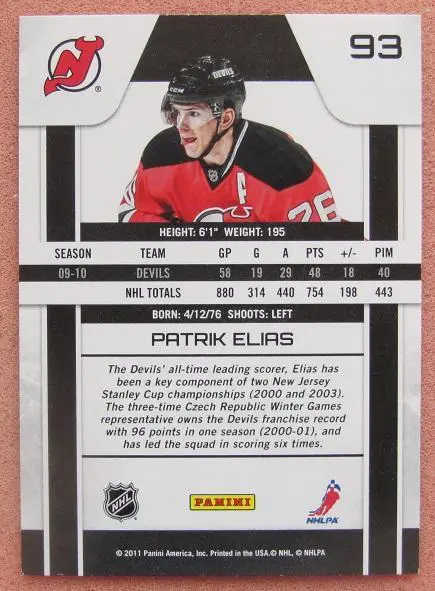 93
DEVILS
CCM
A
26
HEIGHT: 6'1" WEIGHT: 195
SEASON TEAM GP G A PTS +/- PIM
09-10 DEVILS 58 19 29 48 18 40
NHL TOTALS 880 314 440 754 198 443
BORN: 4/12/76 SHOOTS: LEFT
PATRIK ELIAS
The Devils' all-time leading scorer, Elias has
been a key component of two New Jersey
Stanley Cup championships (2000 and 2003).
The three-time Czech Republic Winter Games
representative owns the Devils franchise record
with 96 points in one season (2000-01), and
has led the squad in scoring six times.
NHL
PANINI
NHLPA
© 2011 Panini America, Inc. Printed in the USA.© NHL, © NHLPA